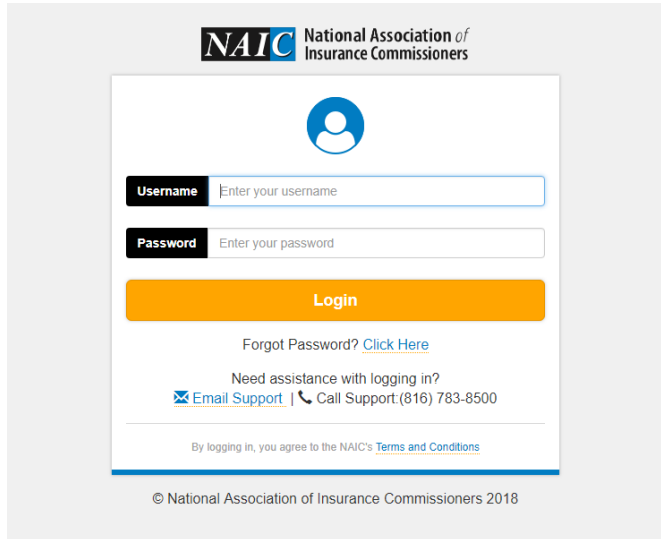 NAIC National Association of
Insurance Commissioners
Username Enter your username
Password Enter your password
Login
Forgot Password? Click Here
Need assistance with logging in?
Email Support | Call Support:(816) 783-8500
By logging in, you agree to the NAIC's Terms and Conditions
© National Association of Insurance Commissioners 2018